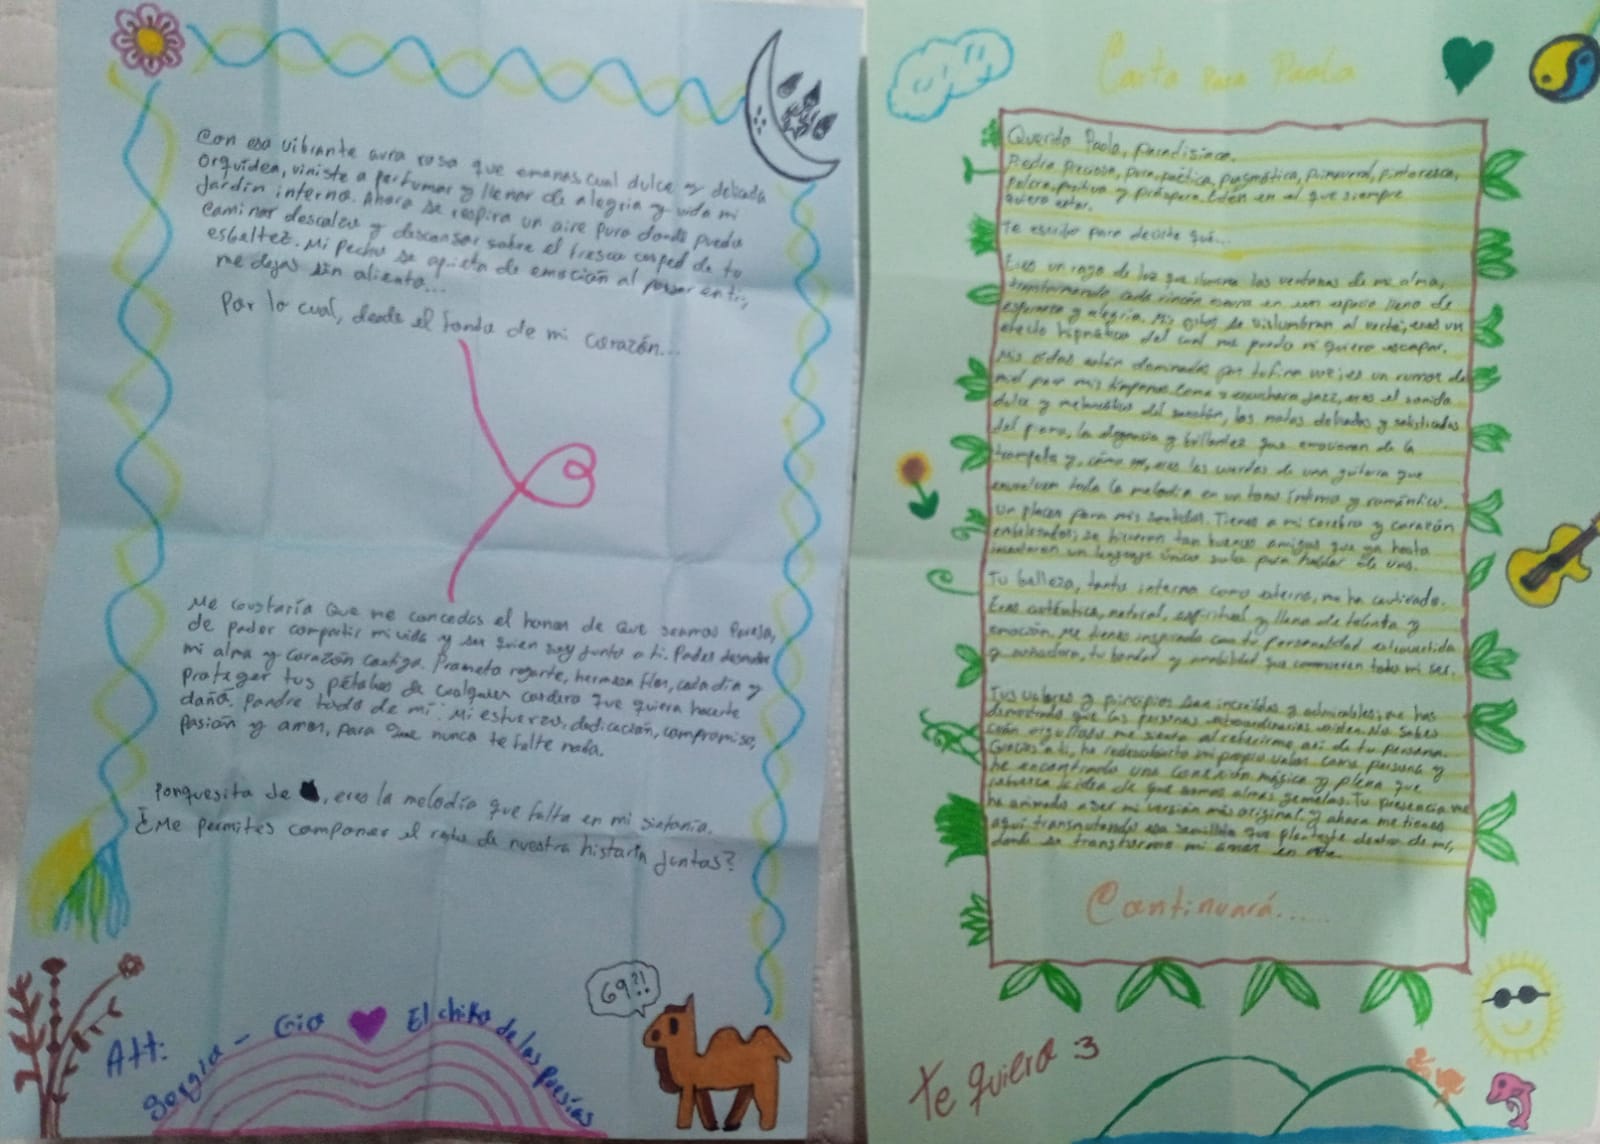 Carta para Paola
Querida Paola, paradisíaca.
Piedra preciosa, pura, poética, pragmática, primaveral, pintoresca,
pulcra, positiva y próspera. Edén en el que siempre
quiero estar.
Te escribo para decirte que...
Eres un rayo de luz que ilumina las ventanas de mi alma,
transformando cada rincón oscuro en un espacio lleno de
esperanza y alegría. Mis ojitos se vislumbran al verte; eres un
efecto hipnótico del cual no puedo ni quiero escapar.
Mis oídos están dominados por tu fina voz; es un rumor de
miel para mis tímpanos. Como si escuchara jazz, eres el sonido
dulce y melancólico del saxofón, las notas delicadas y sofisticadas
del piano, la elegancia y brillantez que emocionan de la
trompeta y, cómo no, eres las cuerdas de una guitarra que
envuelven toda la melodía en un tono íntimo y romántico.
Un placer para mis sentidos. Tienes a mi cerebro y corazón
embelesados; se hicieron tan buenos amigos que ya hasta
inventaron un lenguaje único solo para hablar de vos.
Tu belleza, tanto interna como externa, me ha cautivado.
Eres auténtica, natural, espiritual y llena de talento y
emoción. Me tienes inspirado con tu personalidad extrovertida
y soñadora, tu bondad y amabilidad que conmueven todo mi ser.
Tus valores y principios son increíbles y admirables; me has
demostrado que las personas extraordinarias existen. No sabes
cuán orgulloso me siento al referirme así de tu persona.
Gracias a ti, he redescubierto mi propio valor como persona y
he encontrado una conexión mágica y plena que
refuerza la idea de que somos almas gemelas. Tu presencia me
ha animado a ser mi versión más original, y ahora me tienes
aquí transmutando esa semilla que plantaste dentro de mí,
donde se transforma mi amor en
Continuará......
Te quiero :3
Con esa vibrante aura rosa que emanas cual dulce y delicada
orquídea, viniste a perfumar y llenar de alegría y vida mi
jardín interno. Ahora se respira un aire puro donde puedo
caminar descalzo y descansar sobre el fresco cesped de tu
esbeltez. Mi pecho se aprieta de emoción al pensar en ti,
me dejas sin aliento...
Por lo cual, desde el fondo de mi corazón...
Me gustaría que me concedas el honor de que seamos pareja,
de poder compartir mi vida y ser quien soy junto a ti. Poder desnudar
mi alma y corazón contigo. Prometo regarte, hermosa flor, cada día y
proteger tus pétalos de cualquier cordero que quiera hacerte
daño. Pondré todo de mi: Mi esfuerzo, dedicación, compromiso,
pasión y amor, para que nunca te falte nada.
Porquesita de , eres la melodía que falta en mi sinfonía.
¿Me permites componer el resto de nuestra historia juntos?
69?!
Att:
Sergio - Gio El chiko de las poesías